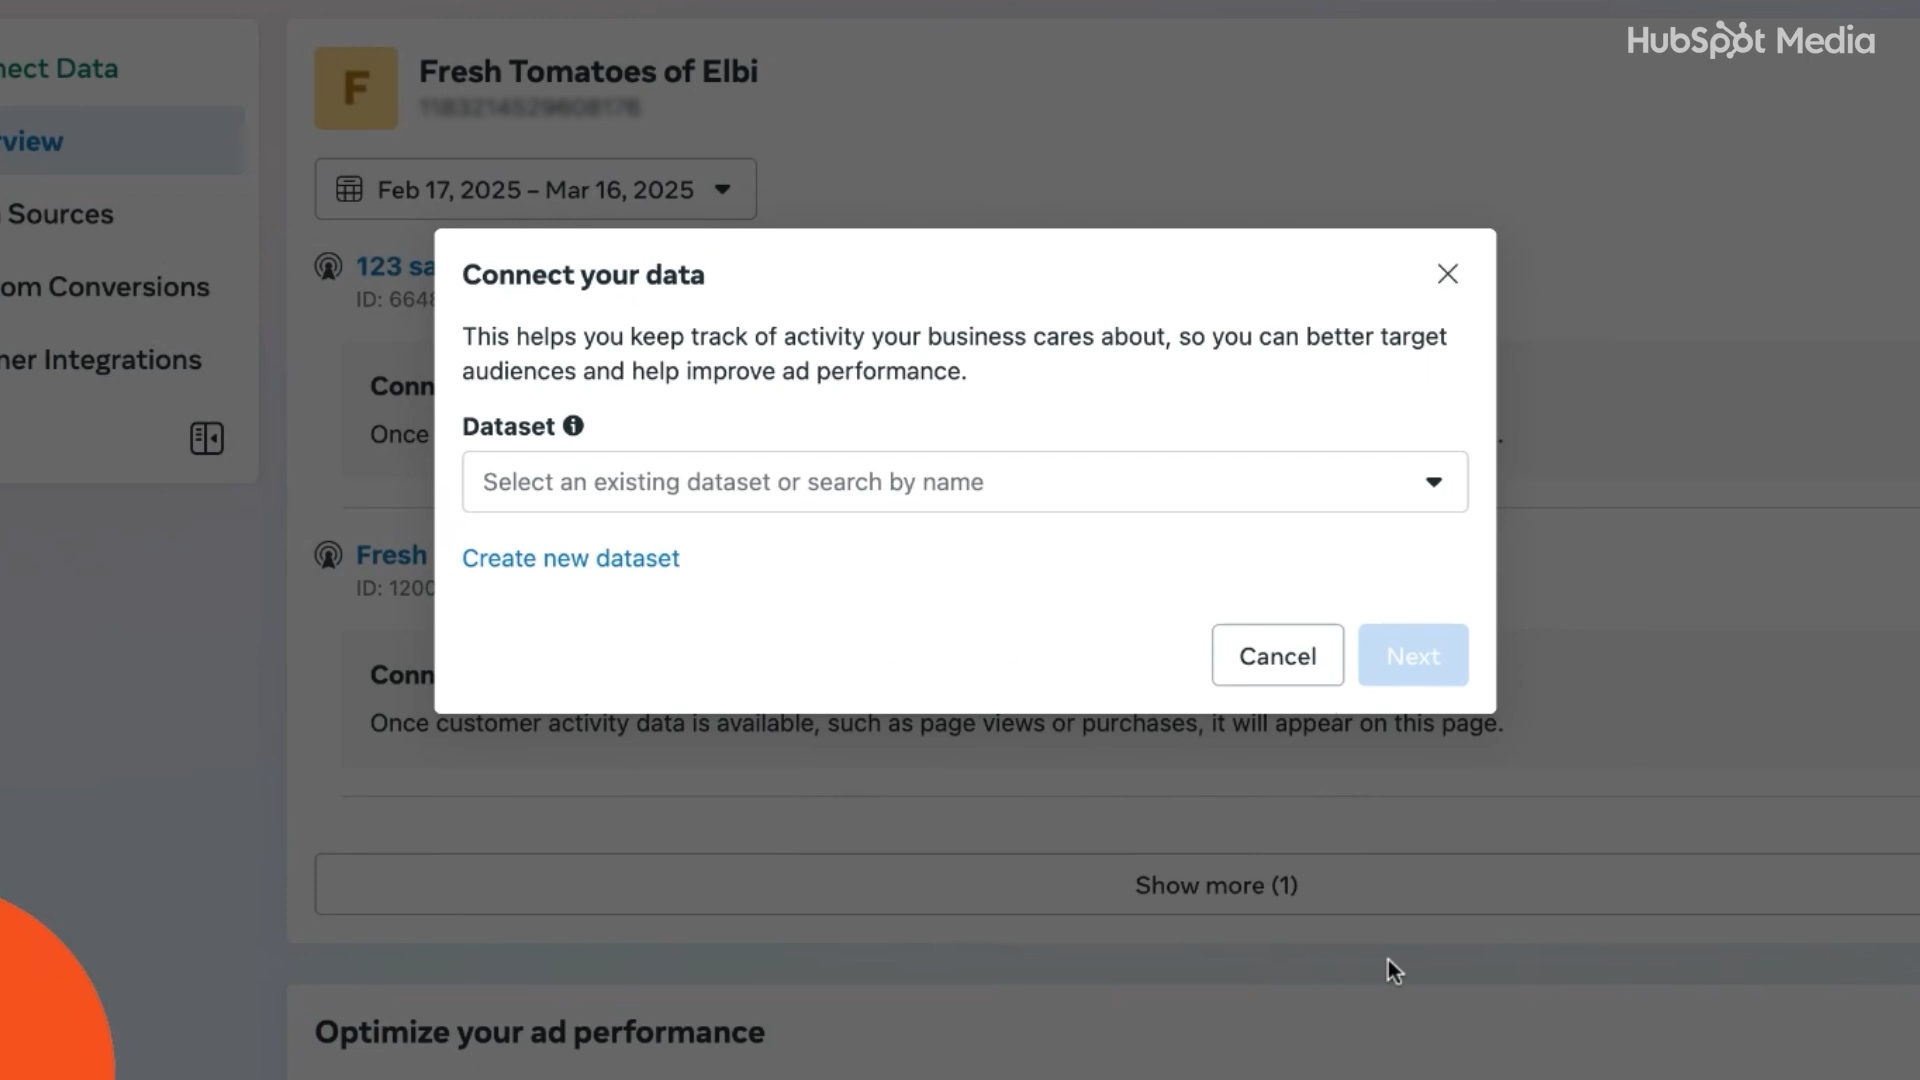 HubSpot Media
nect Data
rview
Sources
om Conversions
ner Integrations
F
Fresh Tomatoes of Elbi
Feb 17, 2025 – Mar 16, 2025
123 sa
ID: 6648
Conn
Once
Connect your data
This helps you keep track of activity your business cares about, so you can better target
audiences and help improve ad performance.
Dataset
Select an existing dataset or search by name
Create new dataset
Cancel
Next
Fresh
ID: 1200
Conn
Once customer activity data is available, such as page views or purchases, it will appear on this page.
Show more (1)
Optimize your ad performance